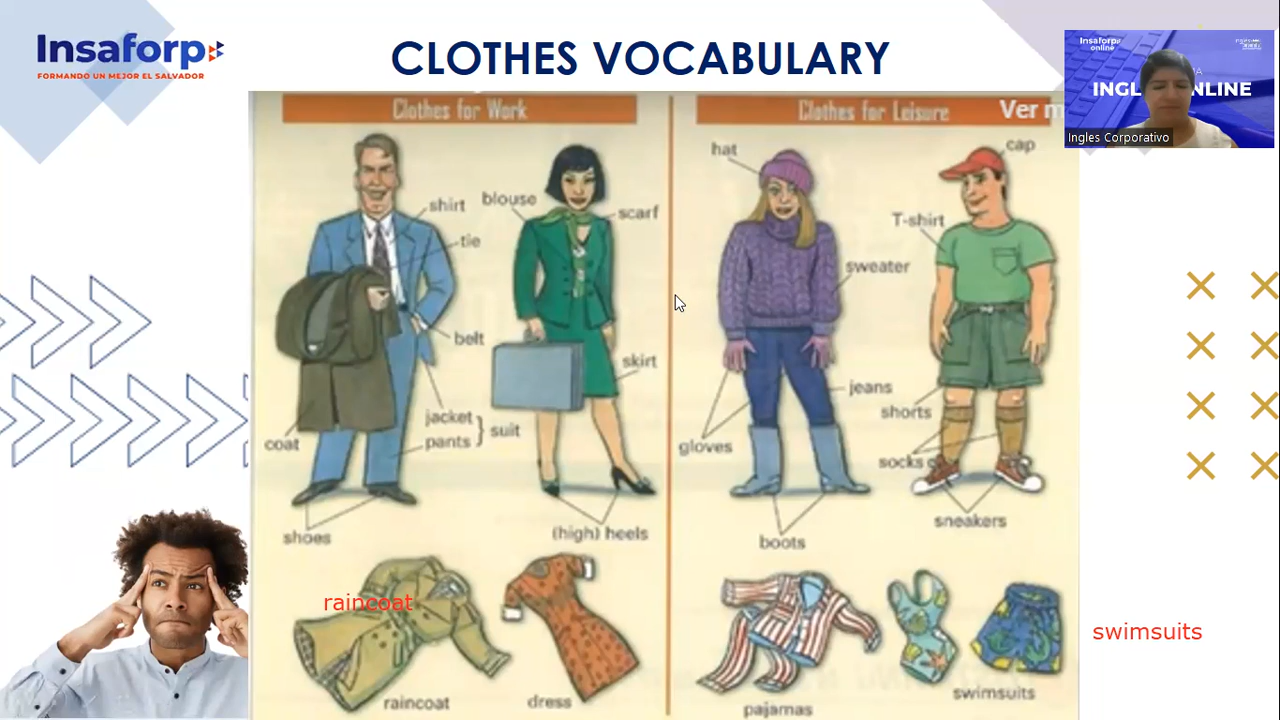 Insaforp
FORMANDO UN MEJOR EL SALVADOR
CLOTHES VOCABULARY
Insaforp
online
INGL NLINE
Ingles Corporativo
Clothes for Work
Clothes for Leisure
Ver m
shirt
tie
blouse
scarf
belt
skirt
jacket
pants
suit
coat
shoes
(high) heels
raincoat
raincoat
dress
hat
cap
T-shirt
sweater
jeans
shorts
gloves
socks
sneakers
boots
pajamas
swimsuits
swimsuits